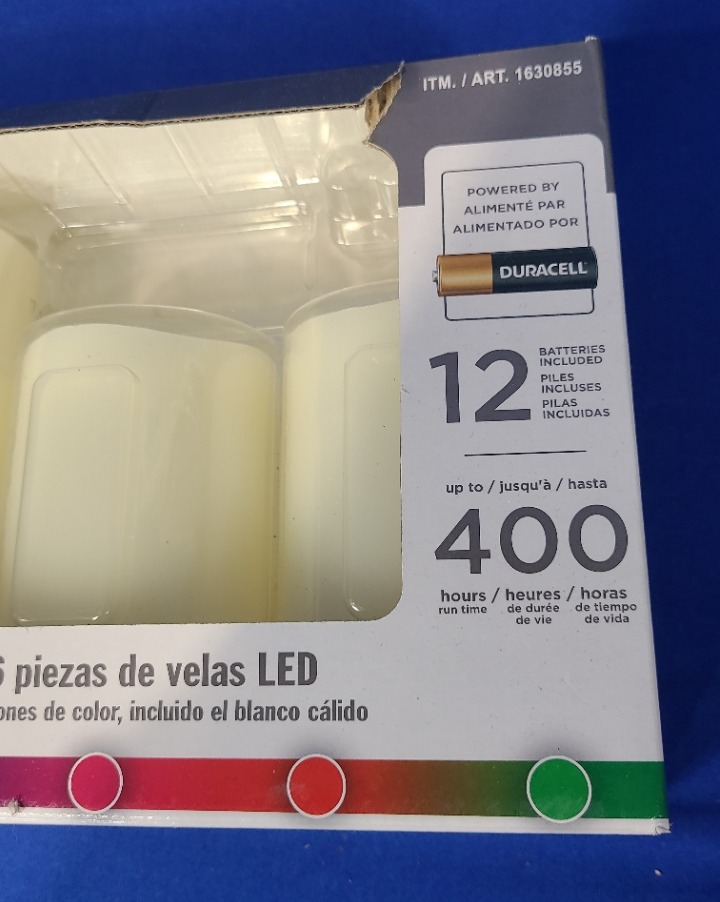 ITM. / ART. 1630855
POWERED BY
ALIMENTÉ PAR
ALIMENTADO POR
DURACELL
12
BATTERIES
INCLUDED
PILES
INCLUSES
PILAS
INCLUIDAS
up to / jusqu'à / hasta
400
hours / heures / horas
run time de durée de tiempo
de vie de vida
6 piezas de velas LED
de color, incluido el blanco cálido